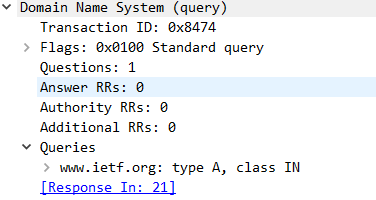 Domain Name System (query)
Transaction ID: 0x8474
Flags: 0x0100 Standard query
Questions: 1
Answer RRs: 0
Authority RRs: 0
Additional RRs: 0
Queries
www.ietf.org: type A, class IN
[Response In: 21]